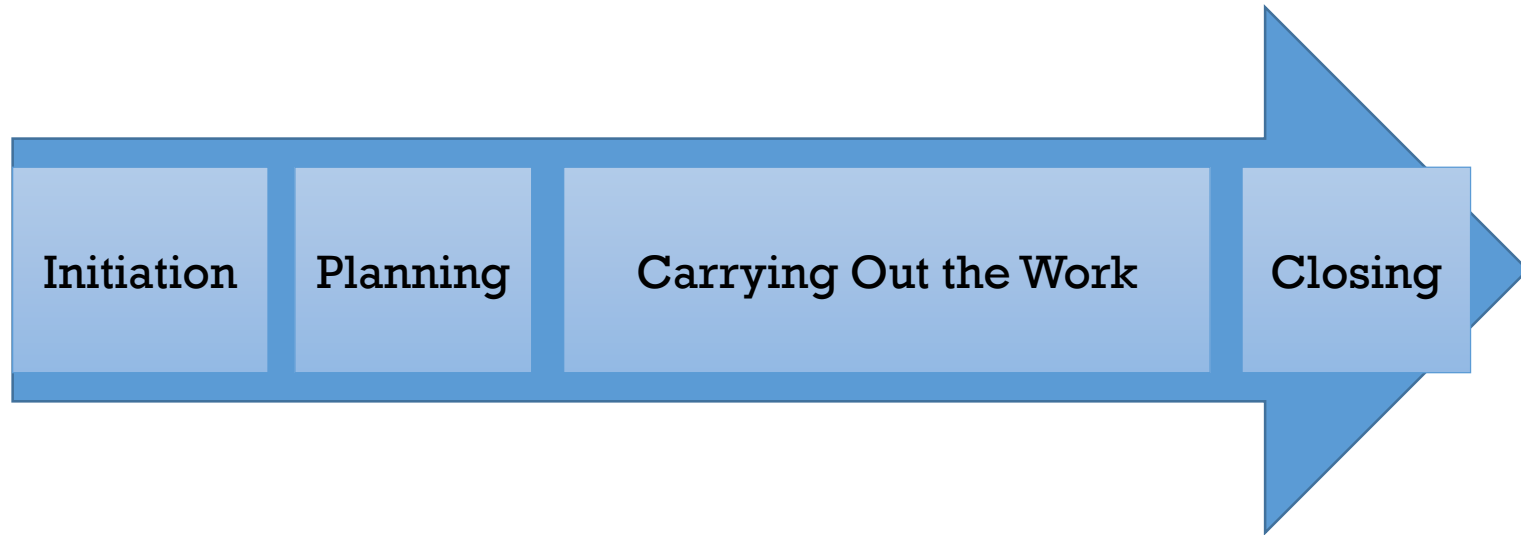 Initiation
Planning
Carrying Out the Work
Closing